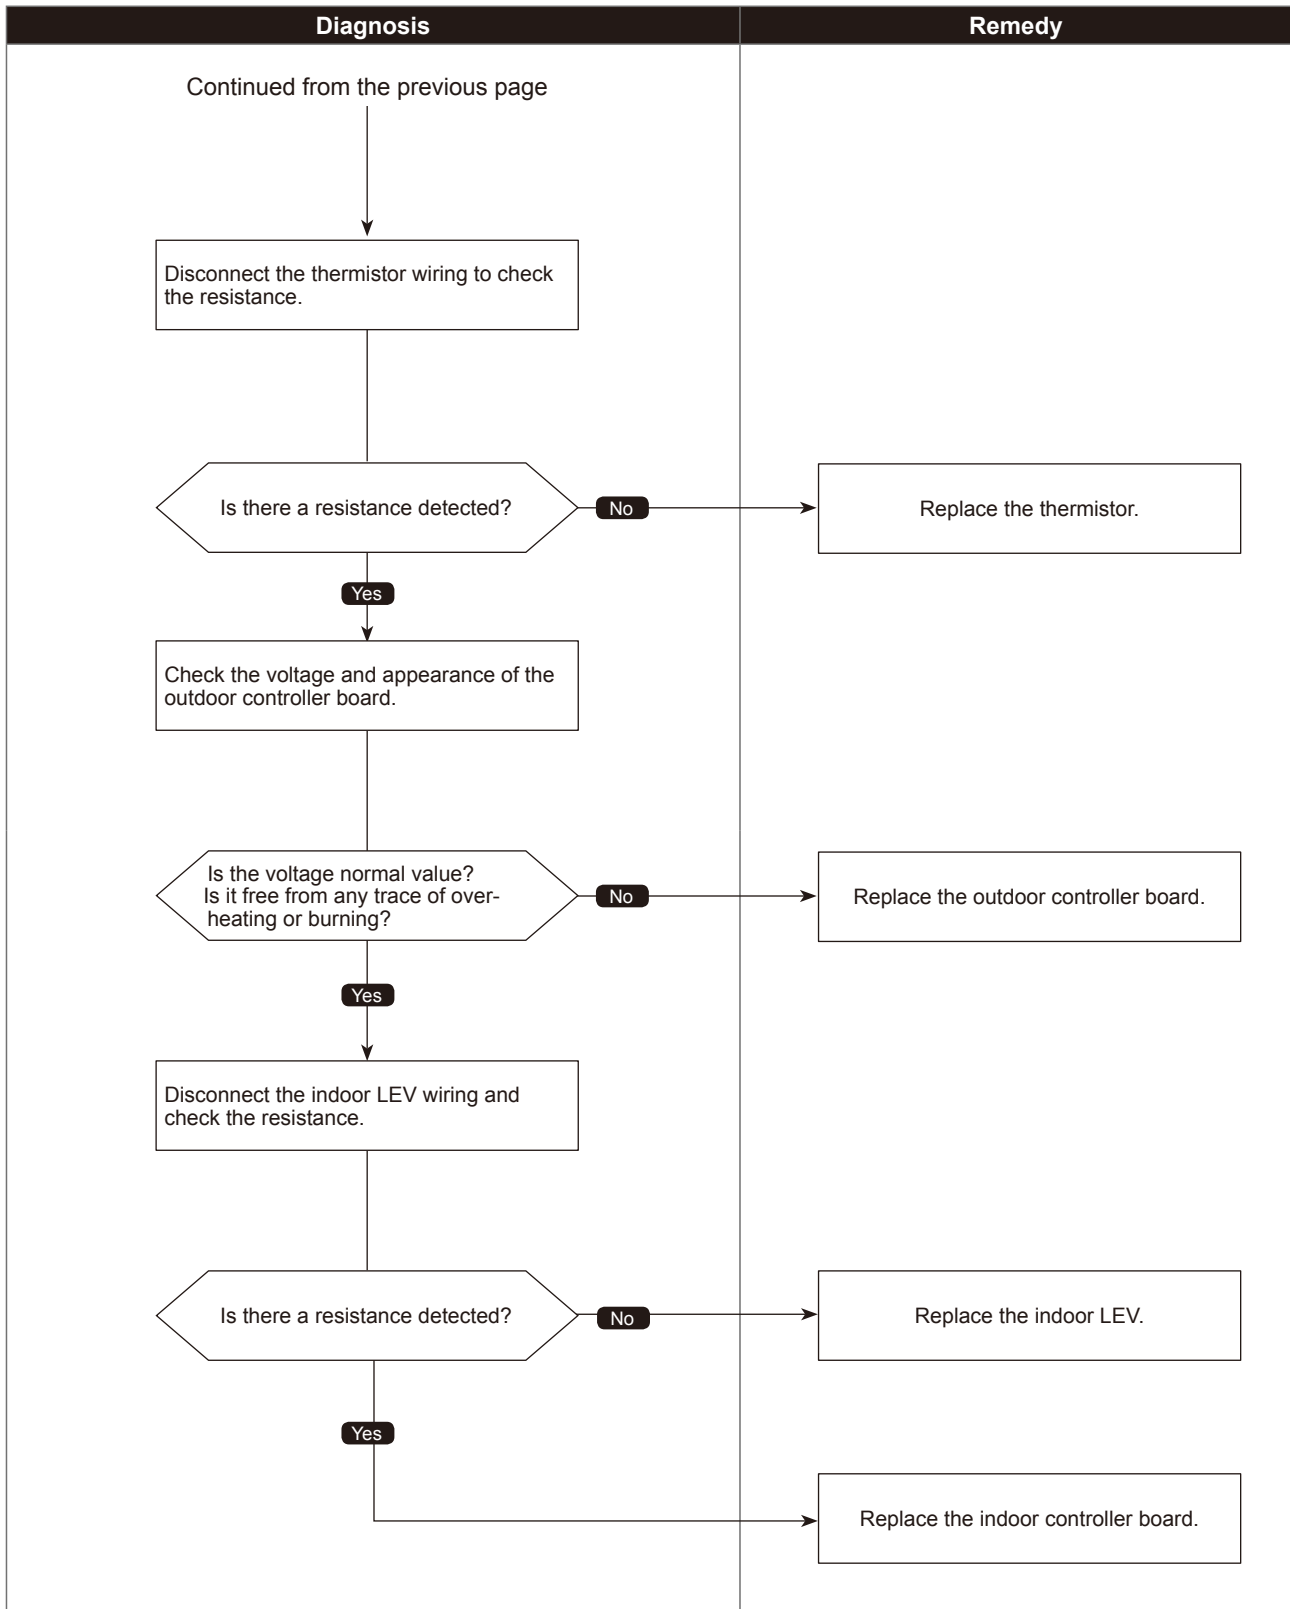 Diagnosis
Remedy
Continued from the previous page
Disconnect the thermistor wiring to check
the resistance.
Is there a resistance detected?
No
Replace the thermistor.
Yes
Check the voltage and appearance of the
outdoor controller board.
Is the voltage normal value?
Is it free from any trace of over-
heating or burning?
No
Replace the outdoor controller board.
Yes
Disconnect the indoor LEV wiring and
check the resistance.
Is there a resistance detected?
No
Replace the indoor LEV.
Yes
Replace the indoor controller board.